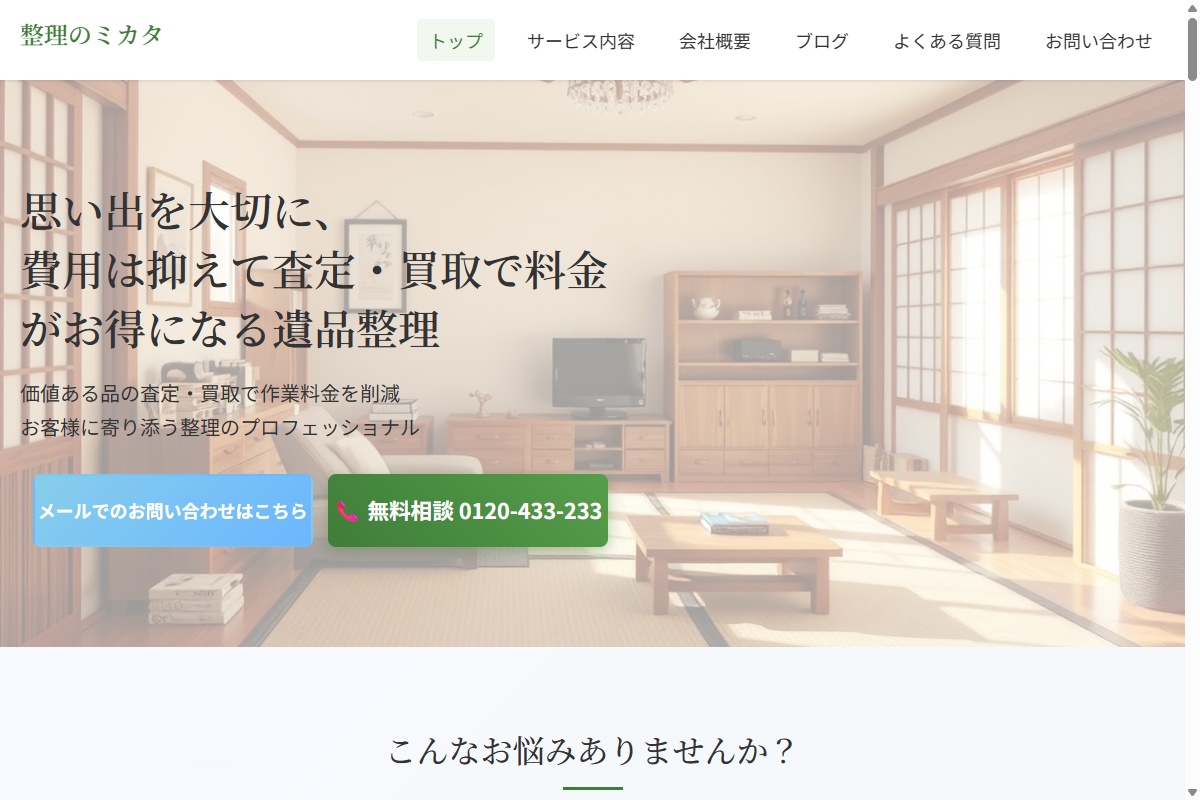 整理のミカタ
トップ
サービス内容
会社概要
ブログ
よくある質問
お問い合わせ
思い出を大切に、
費用は抑えて査定・買取で料金
がお得になる遺品整理
価値ある品の査定・買取で作業料金を削減
お客様に寄り添う整理のプロフェッショナル
メールでのお問い合わせはこちら
📞 無料相談 0120-433-233
こんなお悩みありませんか？